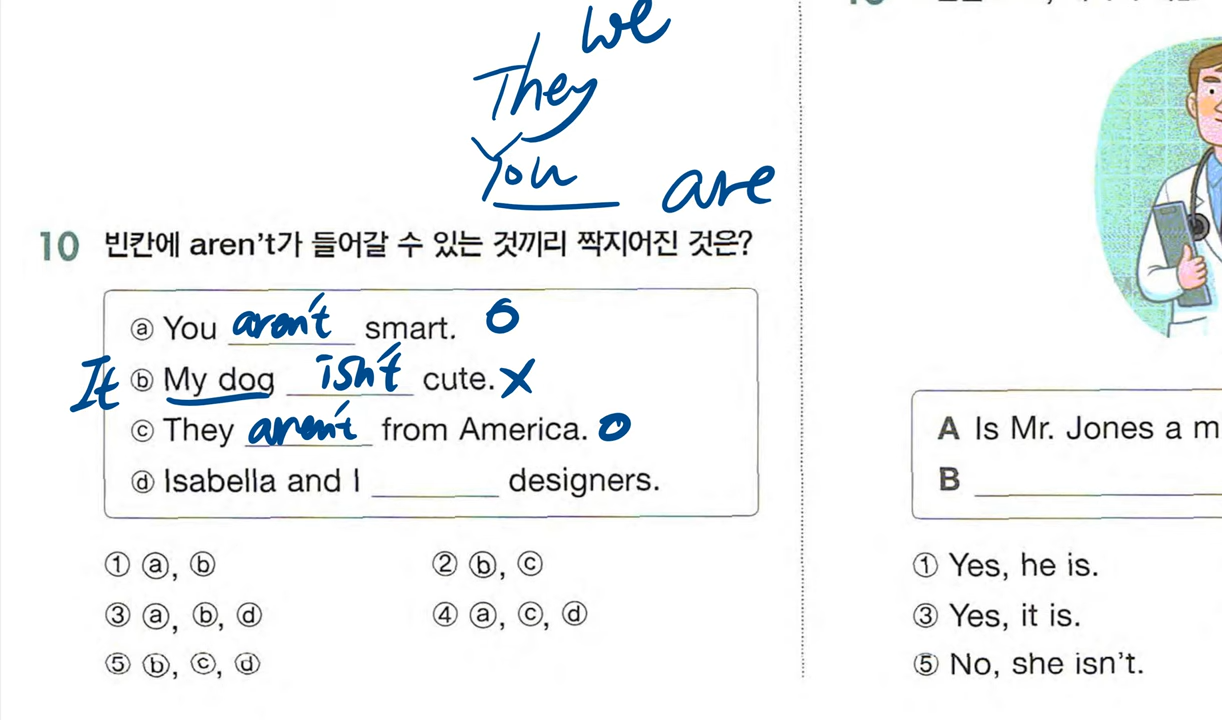 we
They
You are
10 빈칸에 aren't가 들어갈 수 있는 것끼리 짝지어진 것은?
ⓐ You aren't smart. O
It ⓑ My dog isn't cute. X
ⓒ They aren't from America. O
ⓓ Isabella and I ________ designers.
① ⓐ, ⓑ
② ⓑ, ⓒ
③ ⓐ, ⓑ, ⓓ
④ ⓐ, ⓒ, ⓓ
⑤ ⓑ, ⓒ, ⓓ
A Is Mr. Jones a m
B ________
① Yes, he is.
③ Yes, it is.
⑤ No, she isn't.